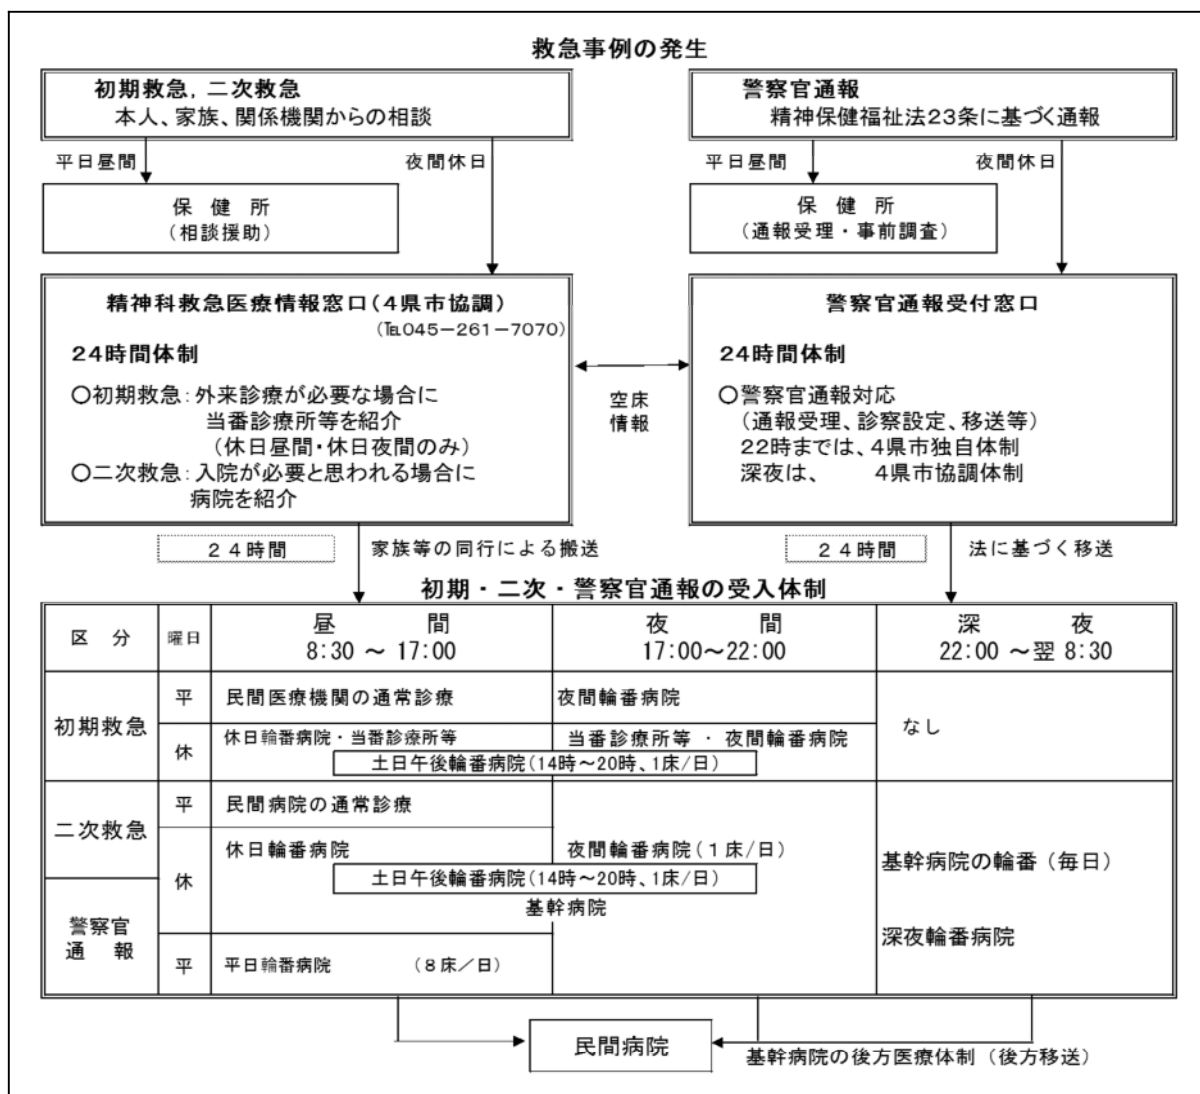 救急事例の発生
初期救急，二次救急
本人、家族、関係機関からの相談
警察官通報
精神保健福祉法23条に基づく通報
平日昼間
夜間休日
平日昼間
夜間休日
保　健　所
（相談援助）
保　健　所
（通報受理・事前調査）
精神科救急医療情報窓口（4県市協調）
（℡045－261－7070）
24時間体制
○初期救急：外来診療が必要な場合に
当番診療所等を紹介
（休日昼間・休日夜間のみ）
○二次救急：入院が必要と思われる場合に
病院を紹介
空床
情報
警察官通報受付窓口
24時間体制
○警察官通報対応
（通報受理、診察設定、移送等）
22時までは、4県市独自体制
深夜は、　　4県市協調体制
２４時間
家族等の同行による搬送
２４時間
法に基づく移送
初期・二次・警察官通報の受入体制
区　分
曜日
昼　　　間
8:30 ～ 17:00
夜　　　間
17:00～22:00
深　　　夜
22:00 ～翌 8:30
初期救急
平
民間医療機関の通常診療
夜間輪番病院
なし
休
休日輪番病院・当番診療所等
当番診療所等 ・ 夜間輪番病院
土日午後輪番病院（14時～20時、1床/日）
二次救急
平
民間病院の通常診療
休
休日輪番病院
夜間輪番病院（１床/日）
土日午後輪番病院（14時～20時、1床/日）
基幹病院
基幹病院の輪番（毎日）
深夜輪番病院
警察官
通　報
平
平日輪番病院　　　（８床／日）
民間病院
基幹病院の後方医療体制（後方移送）